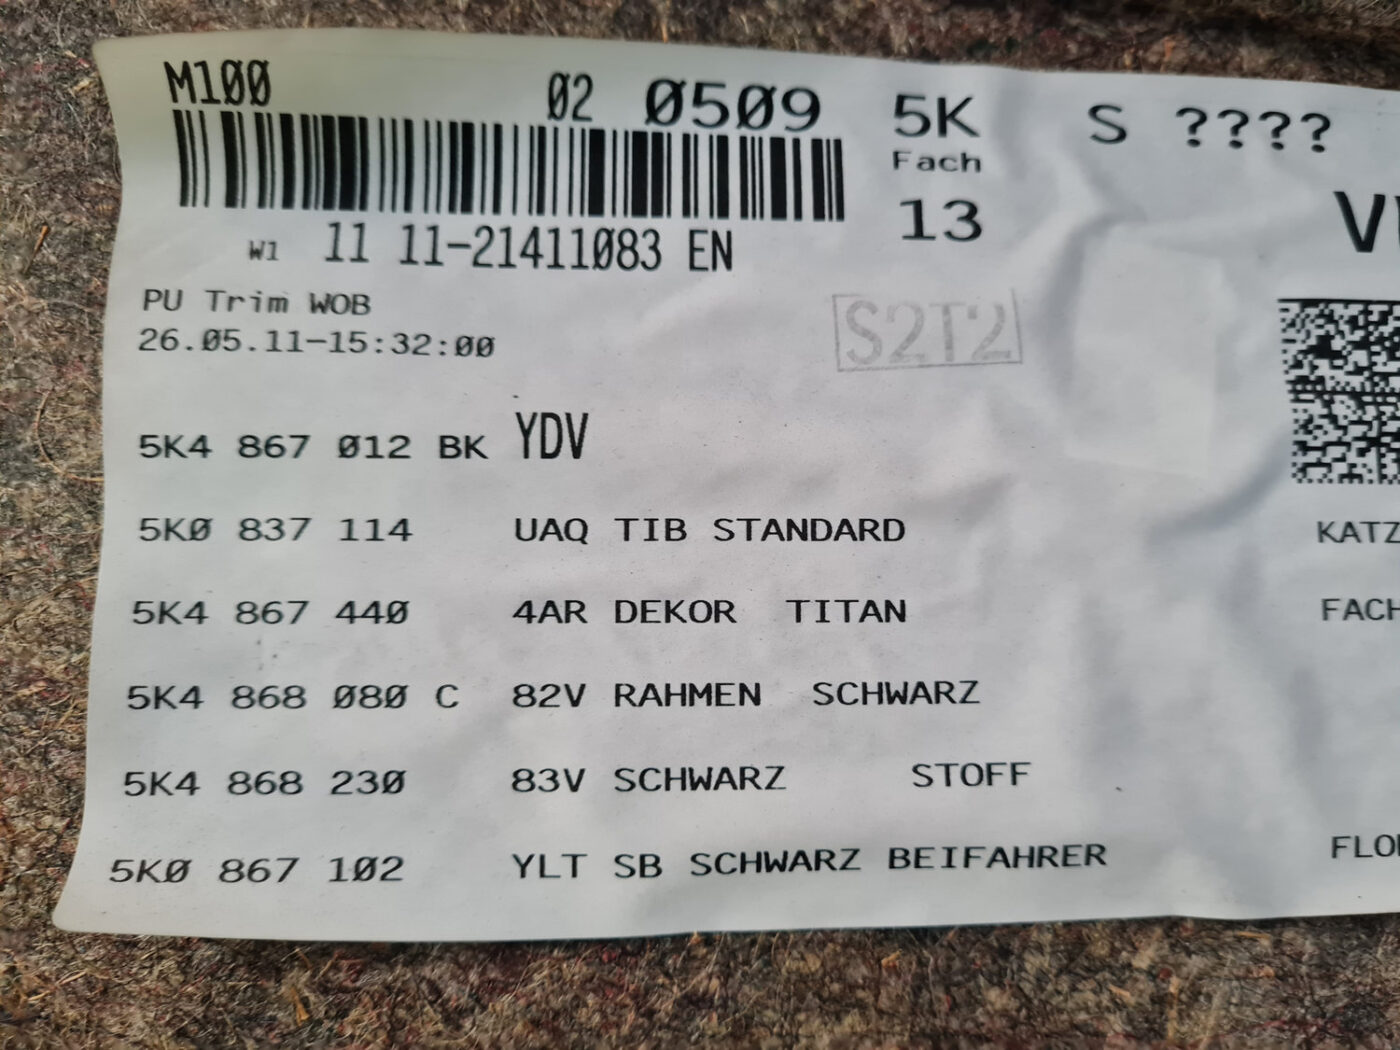 M100 02 0509 5K S ????
Fach
13
W1 11 11-21411083 EN
PU Trim WOB
26.05.11-15:32:00
S2T2
5K4 867 012 BK YDV
5K0 837 114 UAQ TIB STANDARD KATZ
5K4 867 440 4AR DEKOR TITAN FACH
5K4 868 080 C 82V RAHMEN SCHWARZ
5K4 868 230 83V SCHWARZ STOFF
5K0 867 102 YLT SB SCHWARZ BEIFAHRER FLO